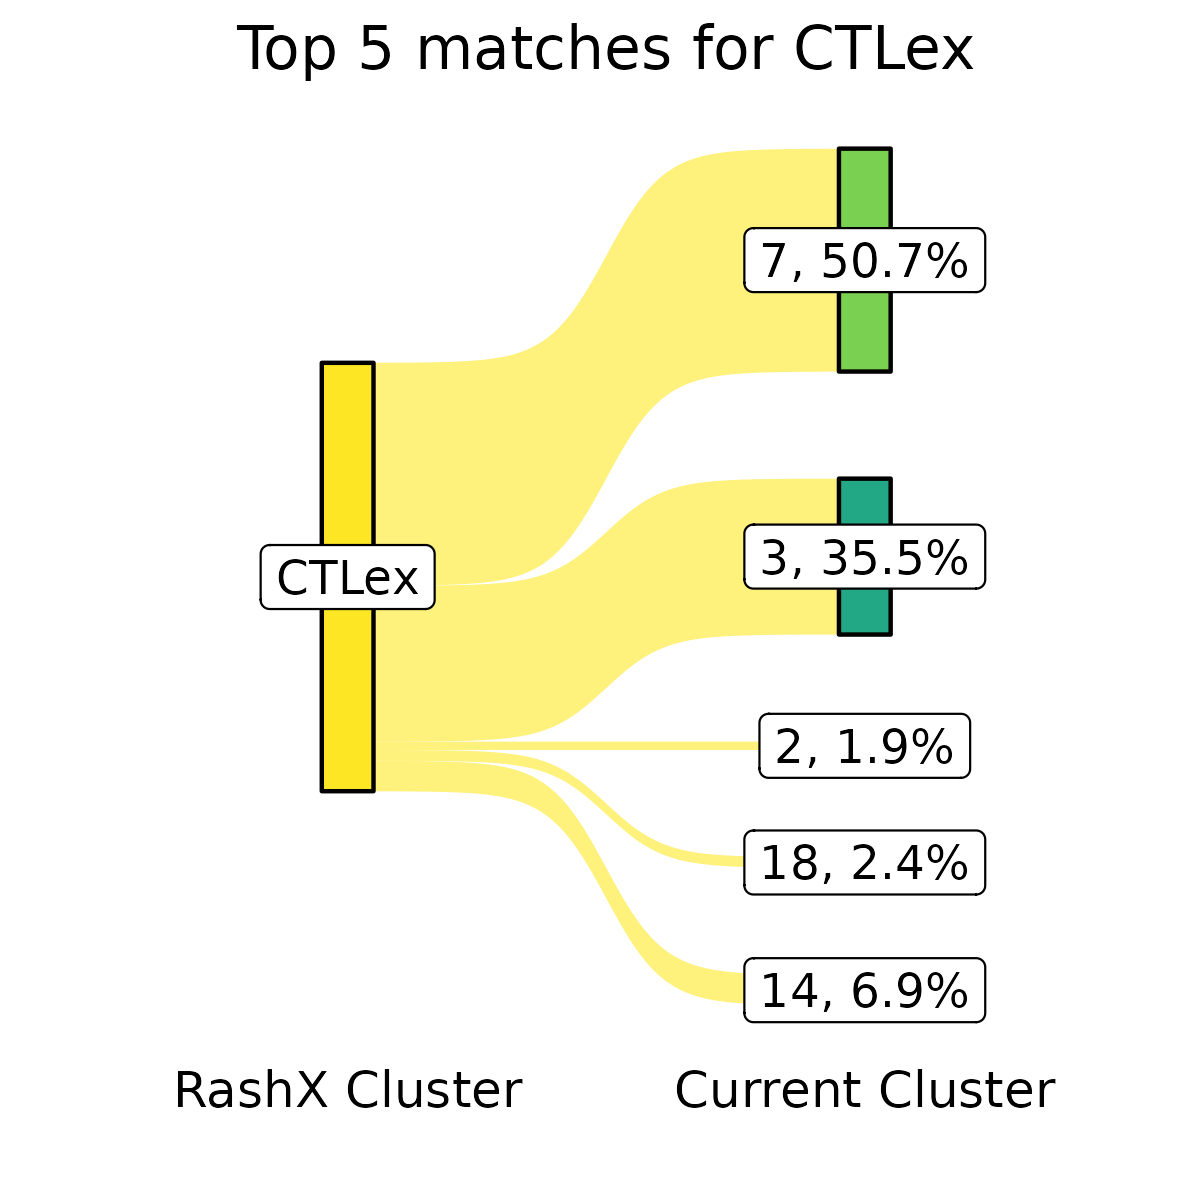 Top 5 matches for CTLex
7, 50.7%
3, 35.5%
CTLex
2, 1.9%
18, 2.4%
14, 6.9%
RashX Cluster
Current Cluster